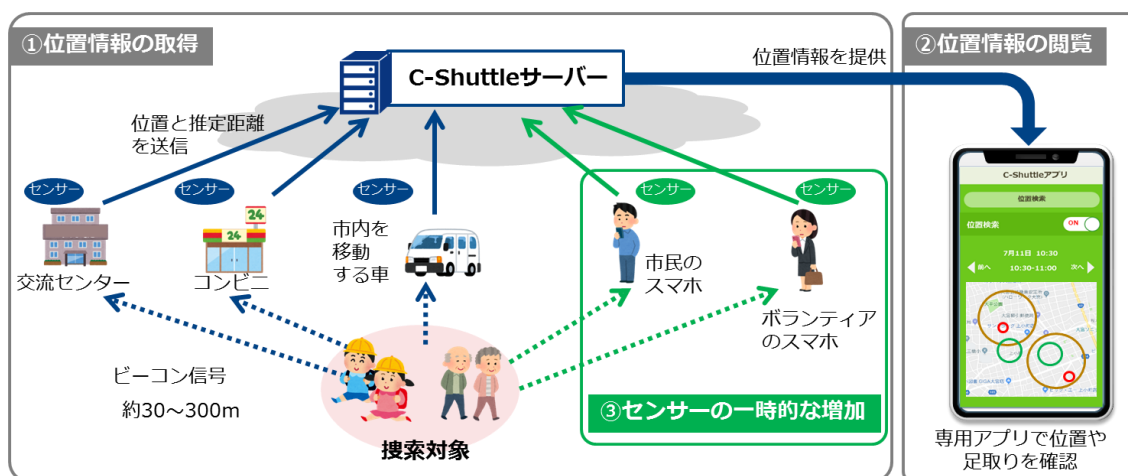 ①位置情報の取得
C-Shuttleサーバー
位置情報を提供
②位置情報の閲覧
位置と推定距離
を送信
センサー
センサー
センサー
センサー
センサー
交流センター
24
24
コンビニ
市内を
移動
する車
市民の
スマホ
ボランティア
のスマホ
ビーコン信号
約30～300m
捜索対象
③センサーの一時的な増加
C-Shuttleアプリ
位置検索
位置検索
ON
7月11日 10:30
前へ
10:30-11:00
次へ
専用アプリで位置や
足取りを確認